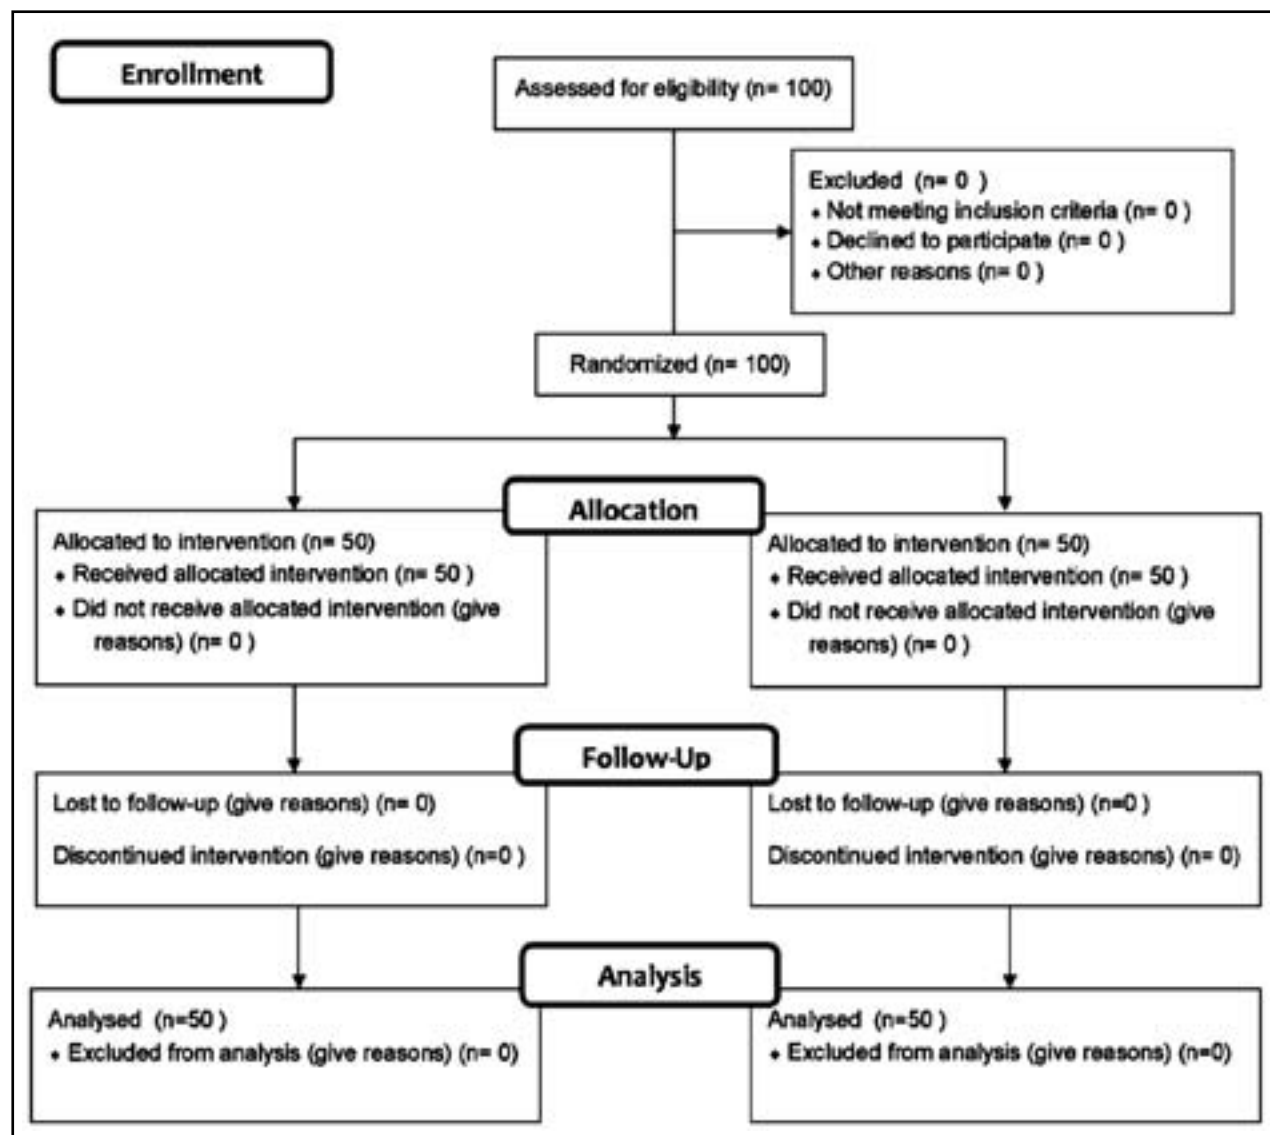 Enrollment
Assessed for eligibility (n= 100)
Excluded (n= 0 )
♦ Not meeting inclusion criteria (n= 0 )
♦ Declined to participate (n= 0 )
♦ Other reasons (n= 0 )
Randomized (n= 100)
Allocation
Allocated to intervention (n= 50)
♦ Received allocated intervention (n= 50 )
♦ Did not receive allocated intervention (give
reasons) (n= 0 )
Allocated to intervention (n= 50)
♦ Received allocated intervention (n= 50 )
♦ Did not receive allocated intervention (give
reasons) (n= 0 )
Follow-Up
Lost to follow-up (give reasons) (n= 0)
Discontinued intervention (give reasons) (n=0 )
Lost to follow-up (give reasons) (n=0 )
Discontinued intervention (give reasons) (n= 0)
Analysis
Analysed (n=50 )
♦ Excluded from analysis (give reasons) (n= 0)
Analysed (n=50 )
♦ Excluded from analysis (give reasons) (n=0)